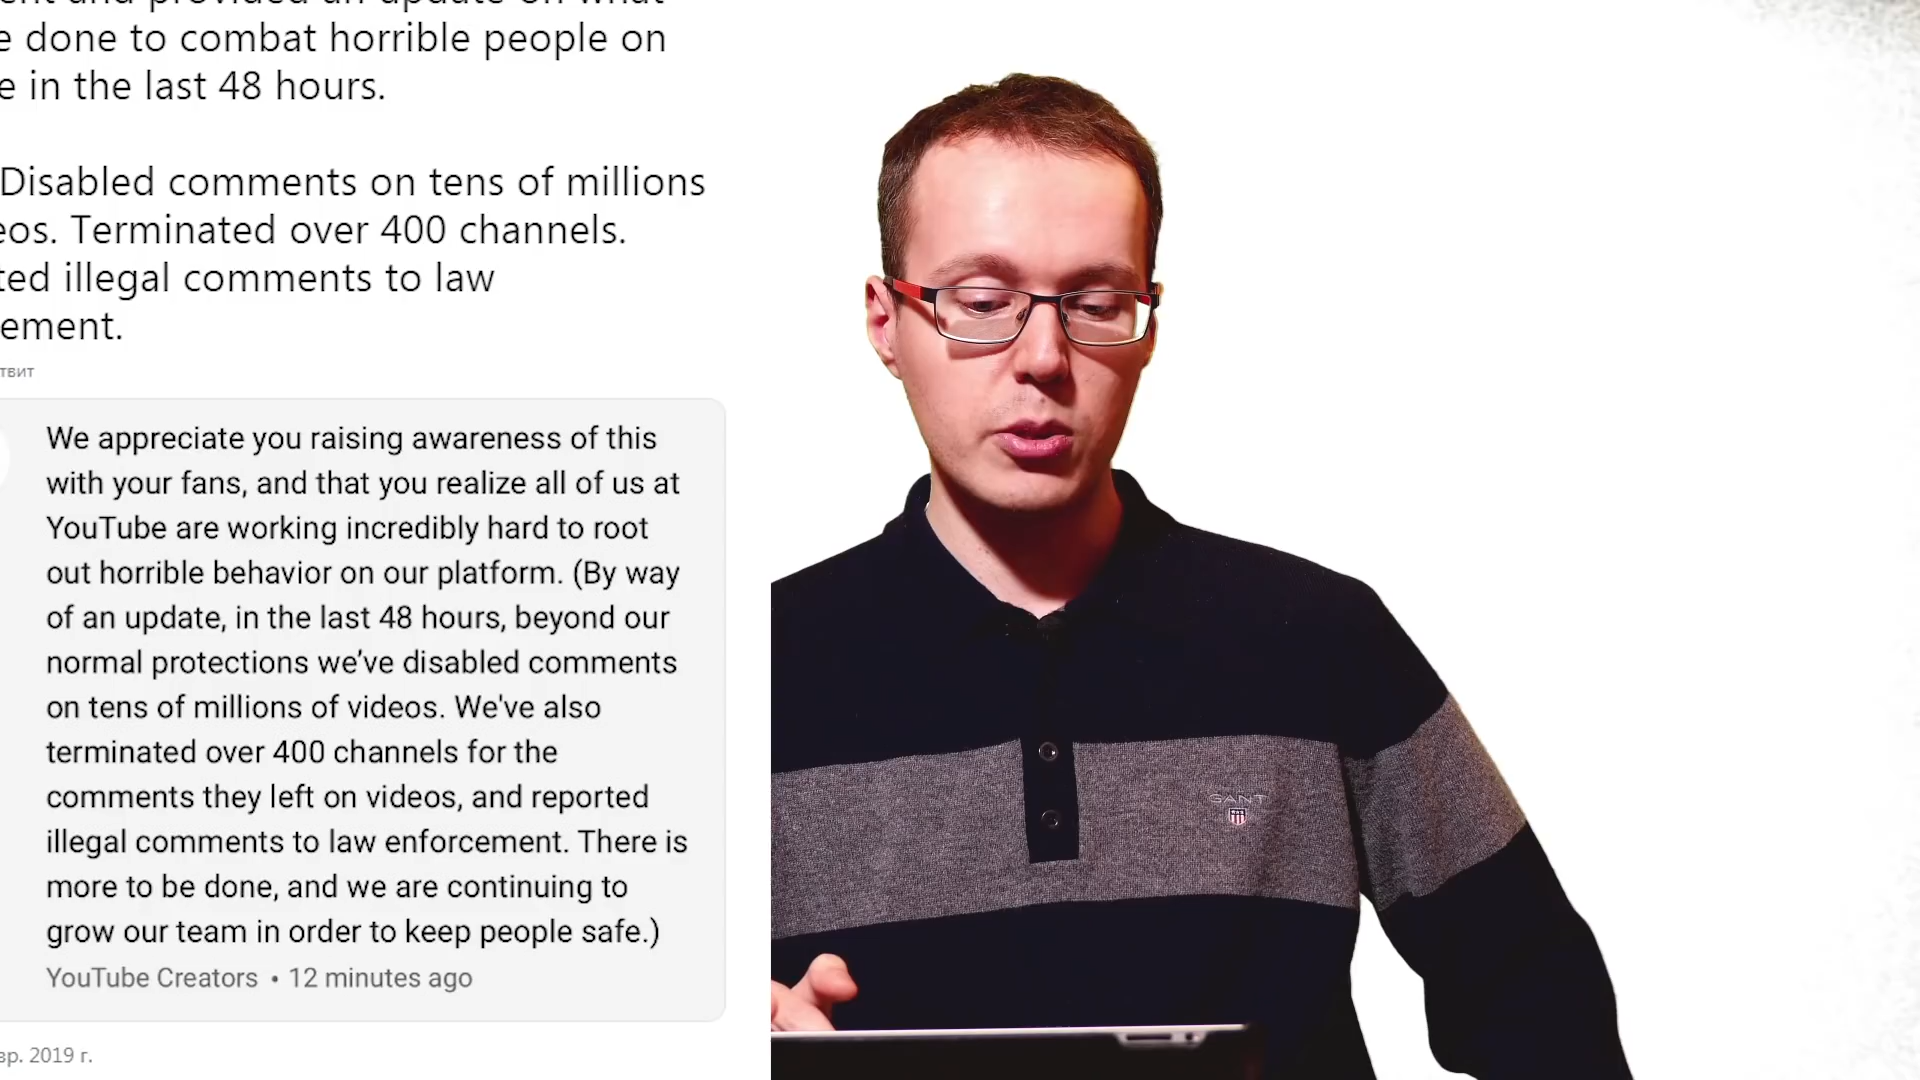 done to combat horrible people on
in the last 48 hours.
Disabled comments on tens of millions
Terminated over 400 channels.
illegal comments to law
We appreciate you raising awareness of this
with your fans, and that you realize all of us at
YouTube are working incredibly hard to root
out horrible behavior on our platform. (By way
of an update, in the last 48 hours, beyond our
normal protections we’ve disabled comments
on tens of millions of videos. We've also
terminated over 400 channels for the
comments they left on videos, and reported
illegal comments to law enforcement. There is
more to be done, and we are continuing to
grow our team in order to keep people safe.)
YouTube Creators • 12 minutes ago
2019 г.
GANT